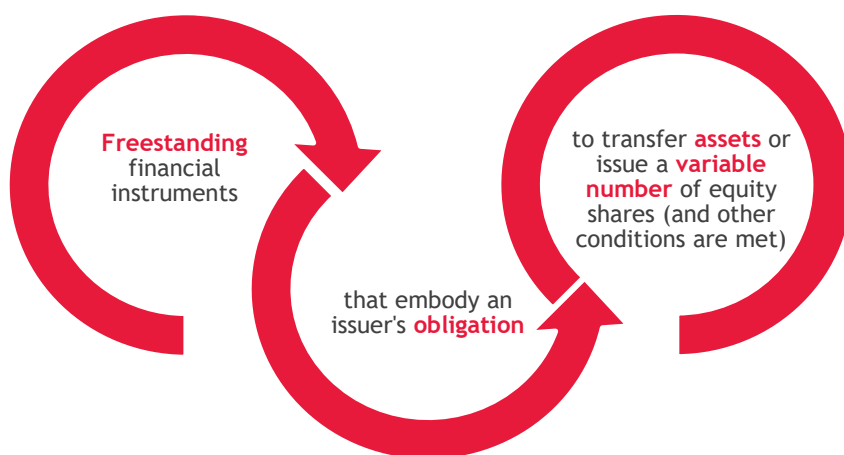 Freestanding
financial
instruments
that embody an
issuer's obligation
to transfer assets or
issue a variable
number of equity
shares (and other
conditions are met)